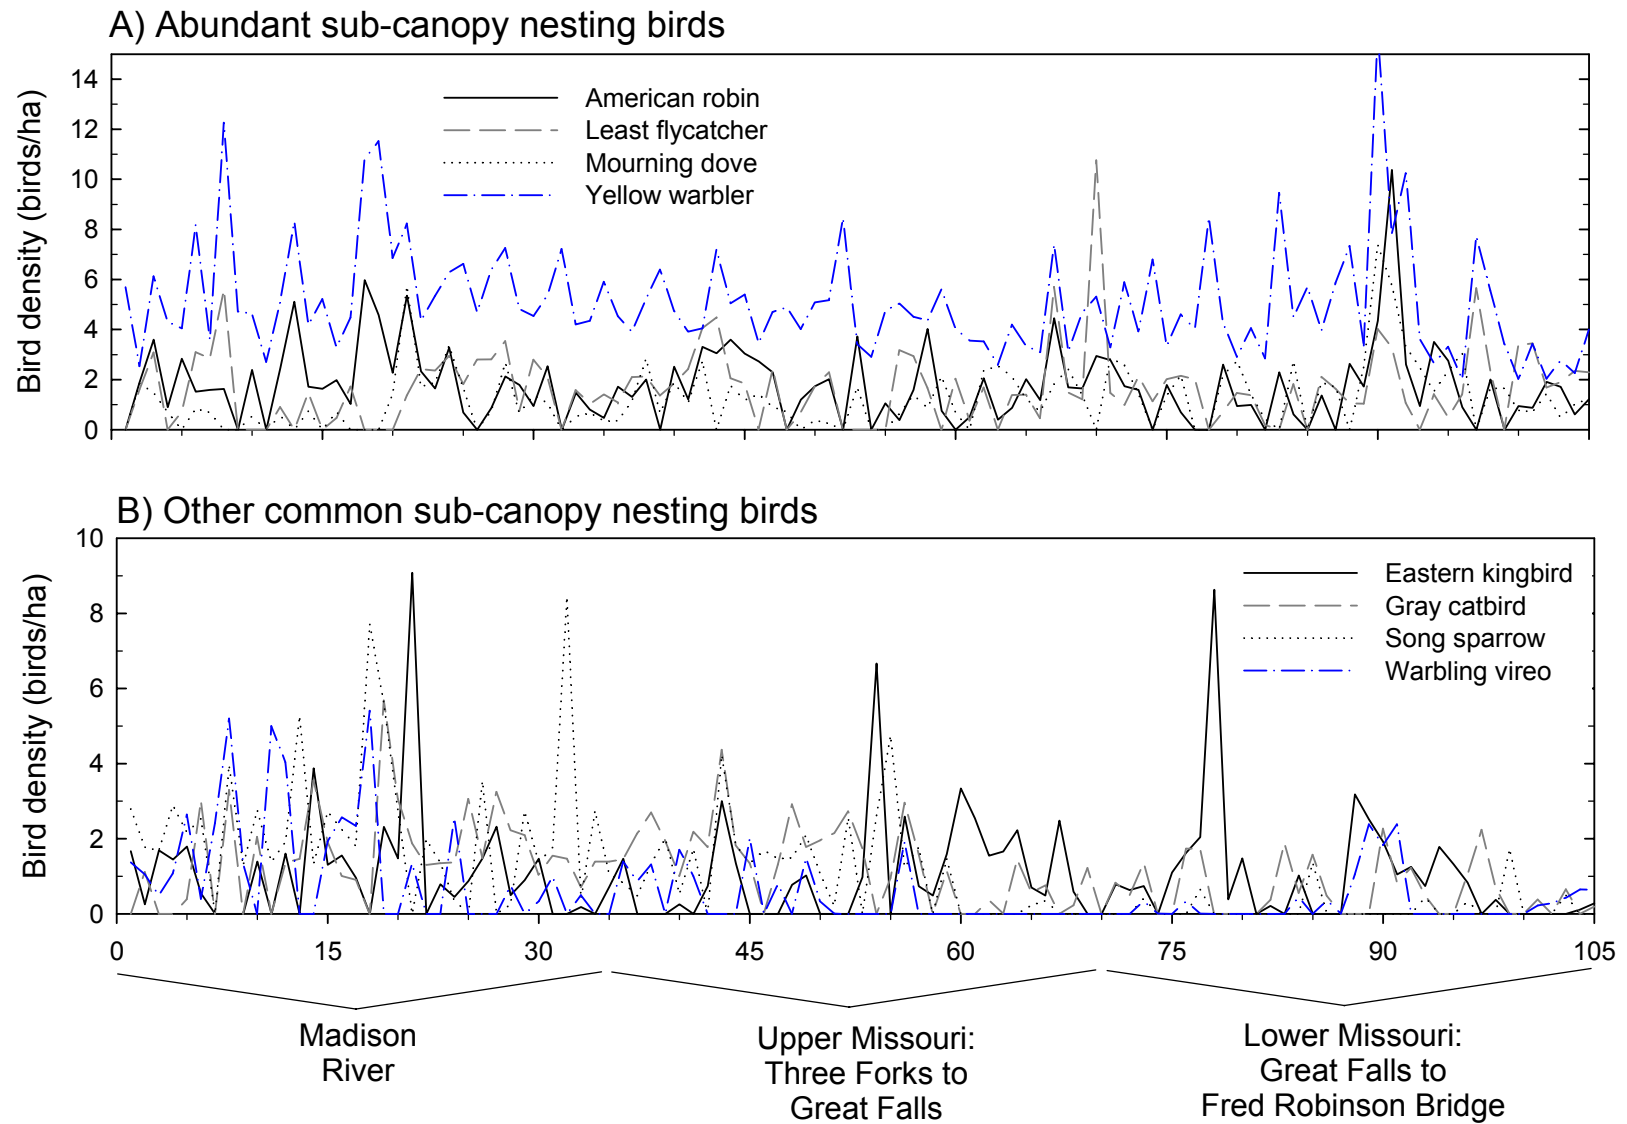 A) Abundant sub-canopy nesting birds
Bird density (birds/ha)
14
12
10
8
6
4
2
0
American robin
Least flycatcher
Mourning dove
Yellow warbler
B) Other common sub-canopy nesting birds
Bird density (birds/ha)
10
8
6
4
2
0
Eastern kingbird
Gray catbird
Song sparrow
Warbling vireo
0 15 30 45 60 75 90 105
Madison
River
Upper Missouri:
Three Forks to
Great Falls
Lower Missouri:
Great Falls to
Fred Robinson Bridge